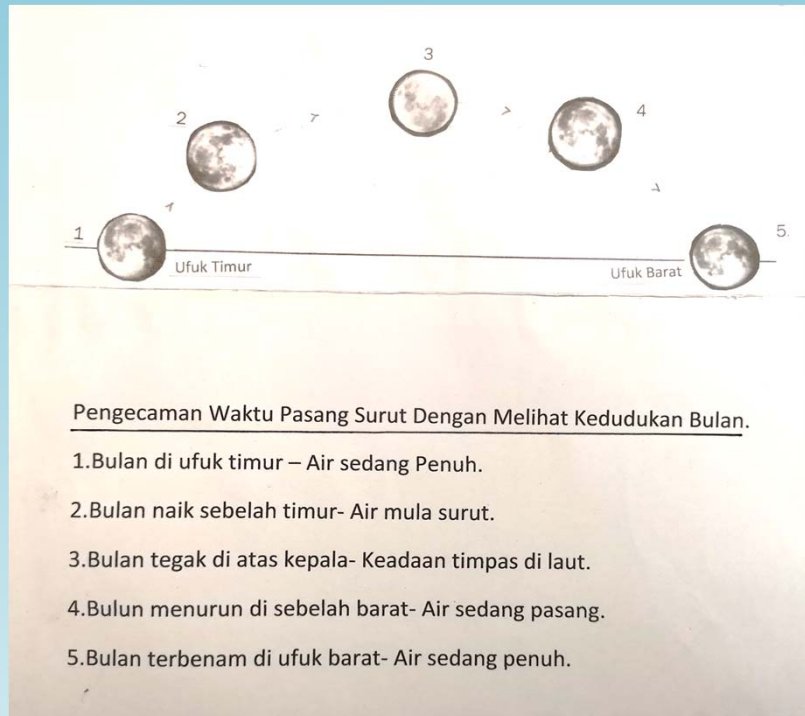 3
2
4
1
5.
Ufuk Timur
Ufuk Barat
Pengecaman Waktu Pasang Surut Dengan Melihat Kedudukan Bulan.
1.Bulan di ufuk timur – Air sedang Penuh.
2.Bulan naik sebelah timur- Air mula surut.
3.Bulan tegak di atas kepala- Keadaan timpas di laut.
4.Bulun menurun di sebelah barat- Air sedang pasang.
5.Bulan terbenam di ufuk barat- Air sedang penuh.